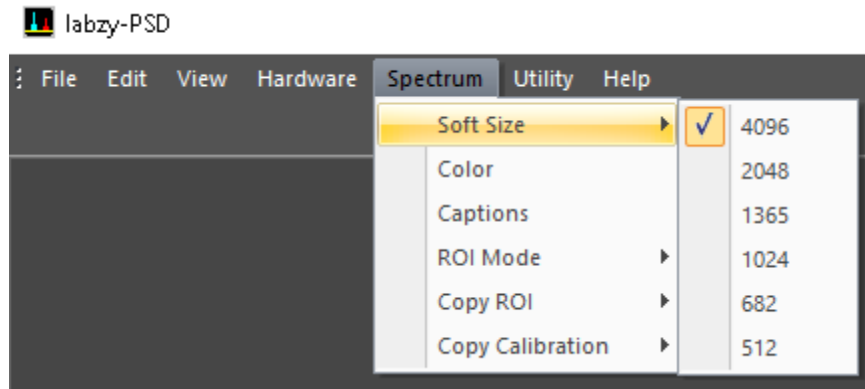 labzy-PSD
File Edit View Hardware Spectrum Utility Help
Soft Size
Color
Captions
ROI Mode
Copy ROI
Copy Calibration
4096
2048
1365
1024
682
512